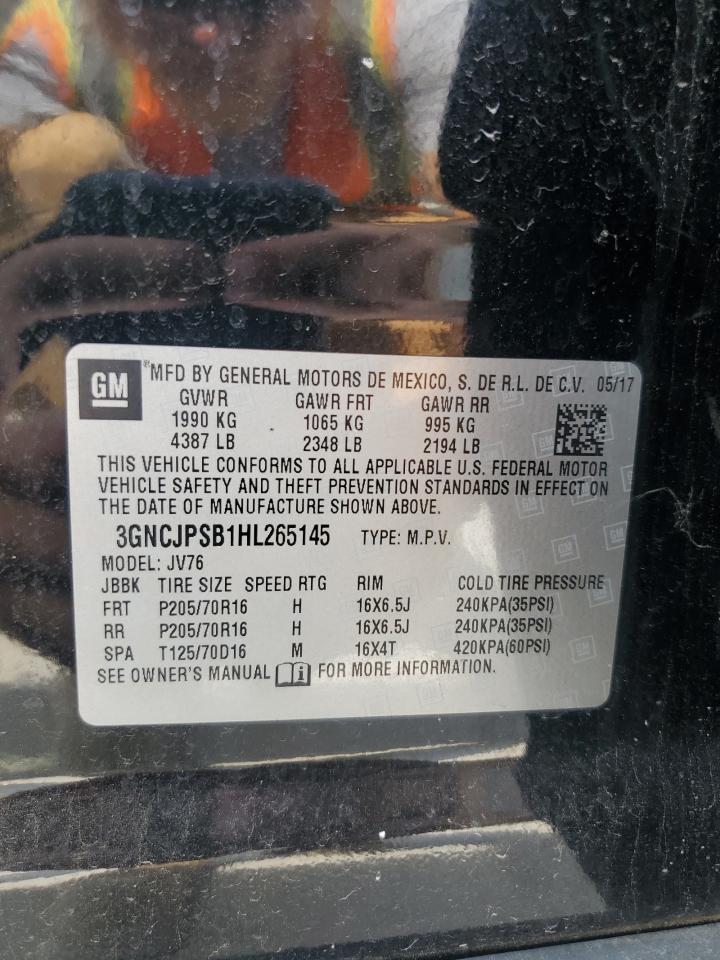 GM ® MFD BY GENERAL MOTORS DE MEXICO, S. DE R.L. DE C.V. 05/17
GVWR GAWR FRT GAWR RR
1990 KG 1065 KG 995 KG
4387 LB 2348 LB 2194 LB
THIS VEHICLE CONFORMS TO ALL APPLICABLE U.S. FEDERAL MOTOR
VEHICLE SAFETY AND THEFT PREVENTION STANDARDS IN EFFECT ON
THE DATE OF MANUFACTURE SHOWN ABOVE.
3GNCJPSB1HL265145 TYPE: M.P.V.
MODEL: JV76
JBBK TIRE SIZE SPEED RTG RIM COLD TIRE PRESSURE
FRT P205/70R16 H 16X6.5J 240KPA(35PSI)
RR P205/70R16 H 16X6.5J 240KPA(35PSI)
SPA T125/70D16 M 16X4T 420KPA(60PSI)
SEE OWNER'S MANUAL i FOR MORE INFORMATION.